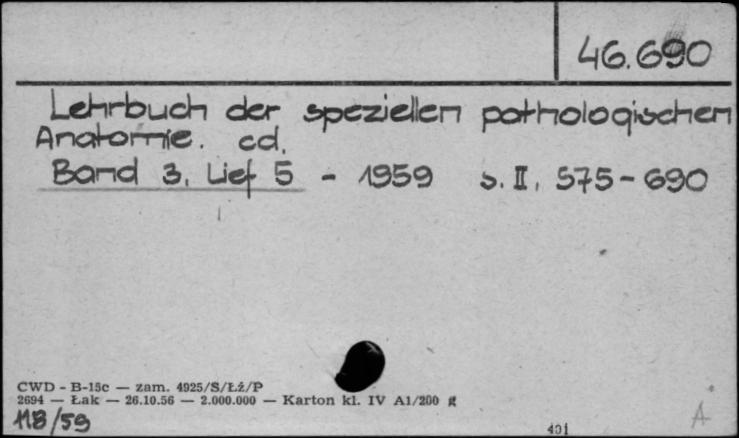 46.690
Lehrbuch der speziellen pathologischen
Anatomie. cd.
Band 3, Lief 5 - 1959 s. II, 575-690
CWD - B-15c — zam. 4925/S/Łż/P
2694 — Łak — 26.10.56 — 2.000.000 — Karton kl. IV A1/200 g
118/59
401
A